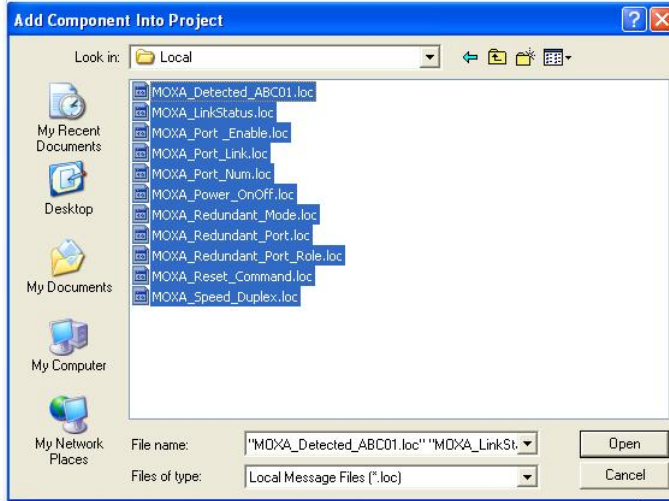 Add Component Into Project
Look in:
Local
My Recent
Documents
Desktop
My Documents
My Computer
My Network
Places
MOXA_Detected_ABC01.loc
MOXA_LinkStatus.loc
MOXA_Port _Enable.loc
MOXA_Port_Link.loc
MOXA_Port_Num.loc
MOXA_Power_OnOff.loc
MOXA_Redundant_Mode.loc
MOXA_Redundant_Port.loc
MOXA_Redundant_Port_Role.loc
MOXA_Reset_Command.loc
MOXA_Speed_Duplex.loc
File name:
"MOXA_Detected_ABC01.loc" "MOXA_LinkSt
Open
Files of type:
Local Message Files (*.loc)
Cancel